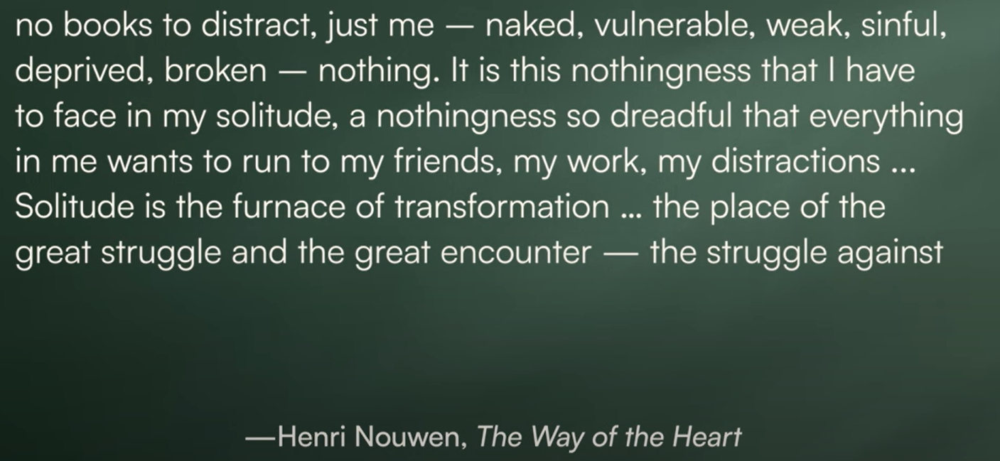 no books to distract, just me — naked, vulnerable, weak, sinful,
deprived, broken — nothing. It is this nothingness that I have
to face in my solitude, a nothingness so dreadful that everything
in me wants to run to my friends, my work, my distractions ...
Solitude is the furnace of transformation ... the place of the
great struggle and the great encounter — the struggle against
—Henri Nouwen, The Way of the Heart